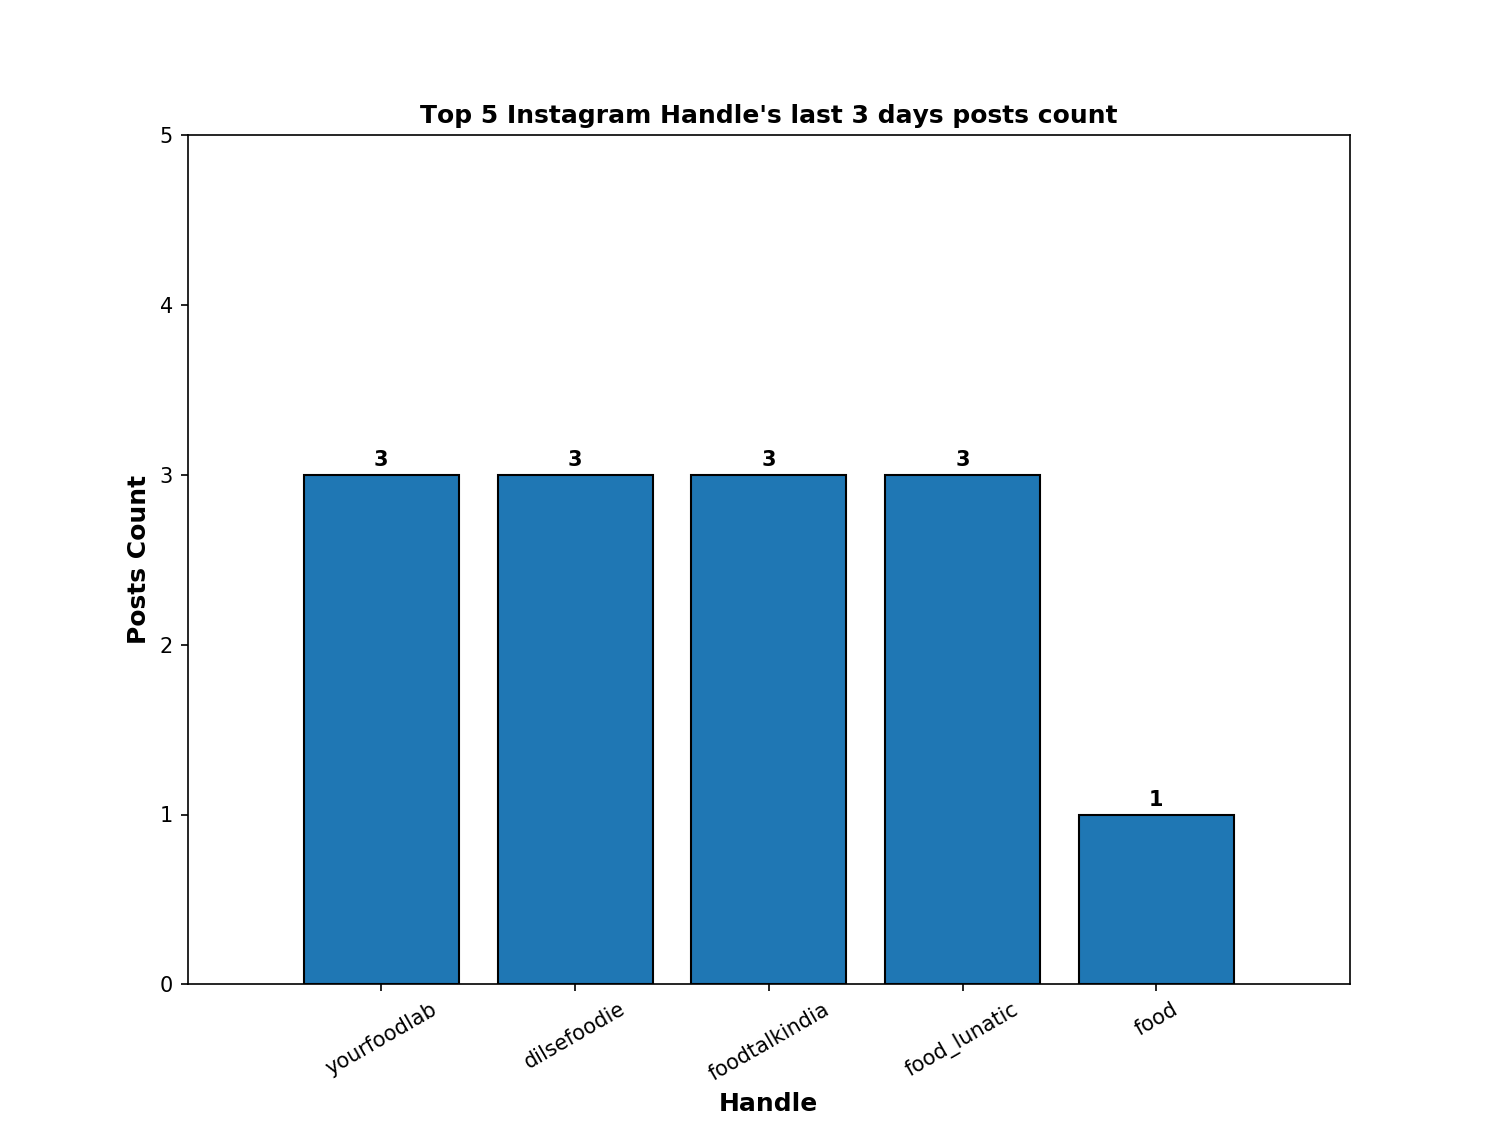 Top 5 Instagram Handle's last 3 days posts count
Posts Count
5
4
3
2
1
0
3
3
3
3
1
yourfoodlab
dilsefoodie
foodtalkindia
food_lunatic
food
Handle